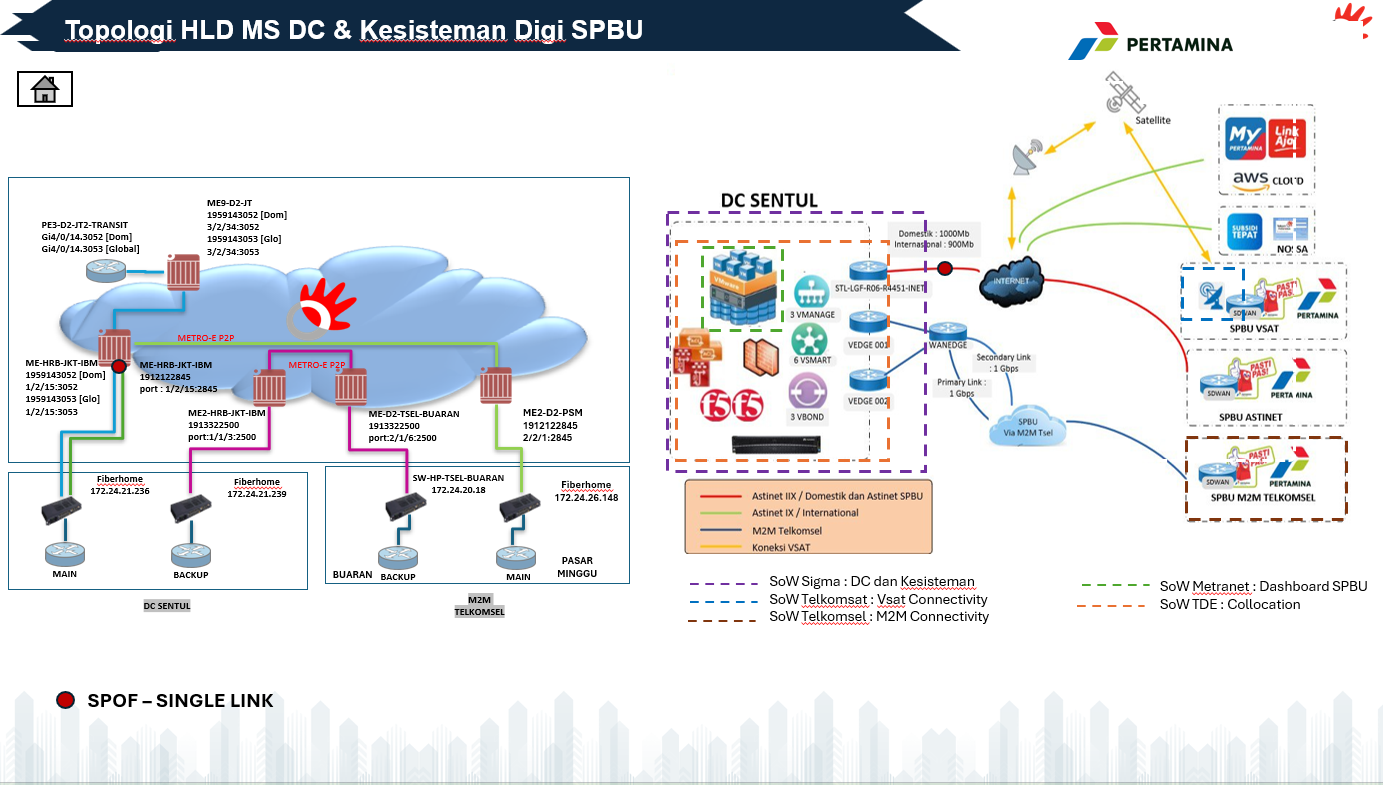 Topologi HLD MS DC & Kesisteman Digi SPBU
PERTAMINA
Satellite
My
PERTAMINA
Link
Aja!
aws CLOUD
SUBSIDI
TEPAT
PE3-D2-JT2-TRANSIT
Gi4/0/14.3052 [Dom]
Gi4/0/14.3053 [Global]
ME9-D2-JT
1959143052 [Dom]
3/2/34:3052
1959143053 [Glo]
3/2/34:3053
METRO-E P2P
METRO-E P2P
ME-HRB-JKT-IBM
1959143052 [Dom]
1/2/15:3052
1959143053 [Glo]
1/2/15:3053
ME-HRB-JKT-IBM
1912122845
port : 1/2/15:2845
ME2-HRB-JKT-IBM
1913322500
port:1/1/3:2500
ME-D2-TSEL-BUARAN
1913322500
port:2/1/6:2500
ME2-D2-PSM
1912122845
2/2/1:2845
Fiberhome
172.24.21.236
Fiberhome
172.24.21.239
SW-HP-TSEL-BUARAN
172.24.20.18
Fiberhome
172.24.26.148
MAIN
BACKUP
BUARAN
BACKUP
MAIN
PASAR
MINGGU
DC SENTUL
M2M
TELKOMSEL
DC SENTUL
Domestik : 1000Mb
Internasional : 900Mb
VMware
3 VMANAGE
STL-LGF-R06-R4451-INET
INTERNET
6 VSMART
VEDGE 001
WANEDGE
3 VBOND
VEDGE 002
f5
f5
Secondary Link
: 1 Gbps
Primary Link :
1 Gbps
SPBU
Via M2M Tsel
SDWAN
PASTI
PAS!
SPBU VSAT
PASTI
PAS!
SDWAN
PERTAMINA
SPBU ASTINET
PASTI
PAS!
SDWAN
PERTAMINA
SPBU M2M TELKOMSEL
Astinet IIX / Domestik dan Astinet SPBU
Astinet IX / International
M2M Telkomsel
Koneksi VSAT
SoW Sigma : DC dan Kesisteman
SoW Telkomsat : Vsat Connectivity
SoW Telkomsel : M2M Connectivity
SoW Metranet : Dashboard SPBU
SoW TDE : Collocation
SPOF – SINGLE LINK